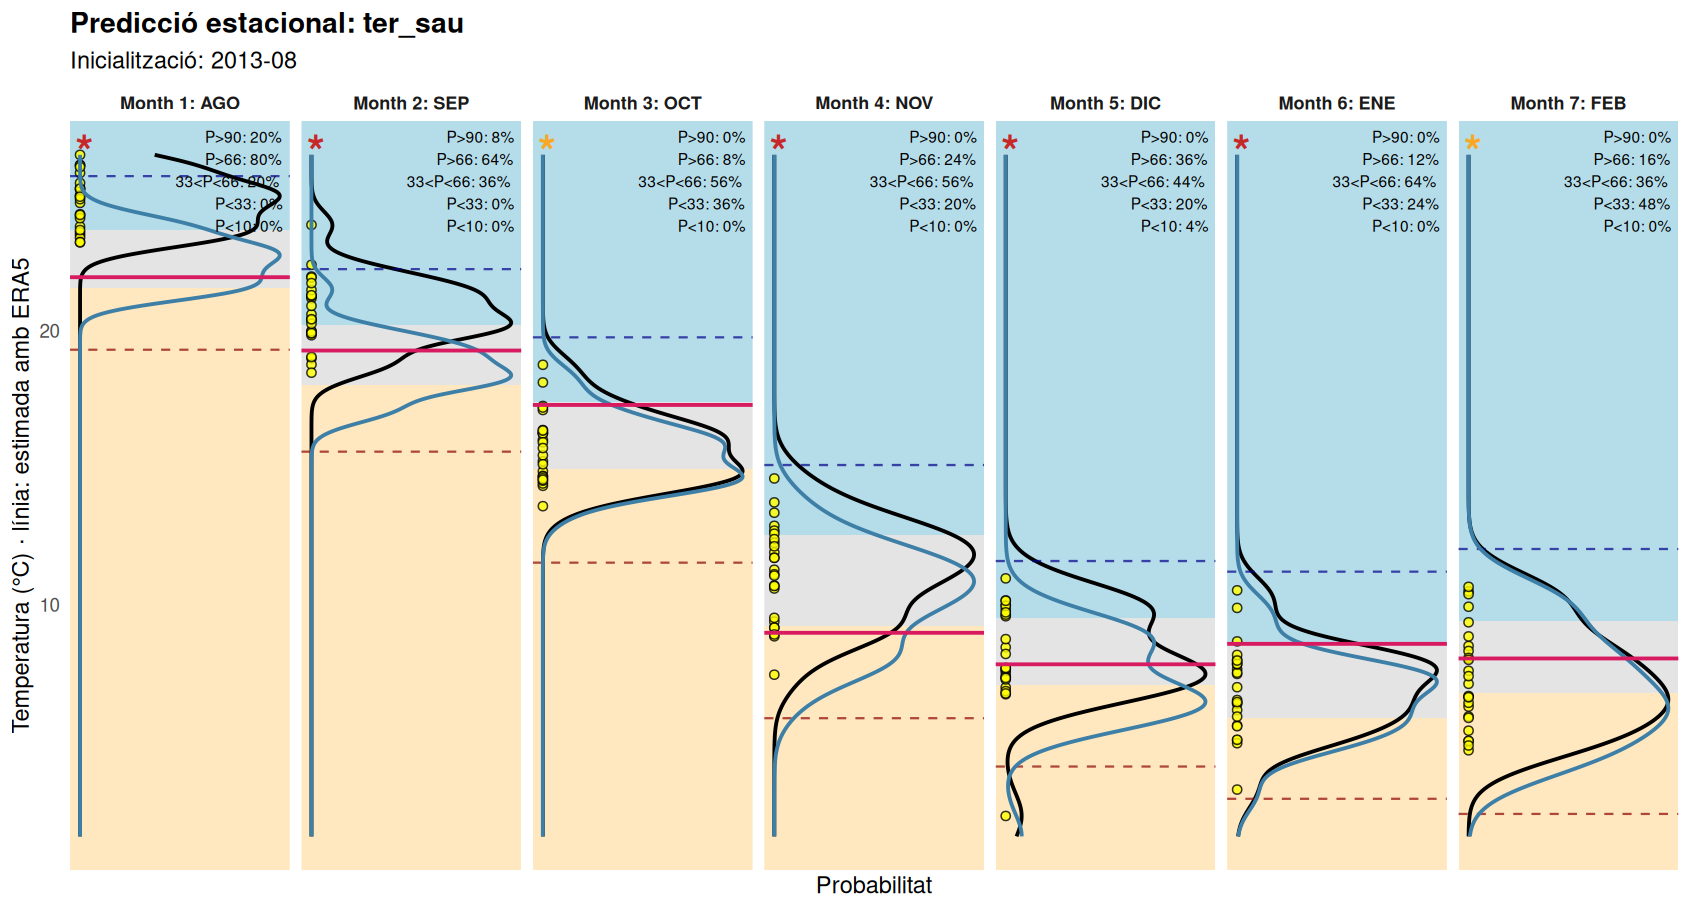 Predicció estacional: ter_sau
Inicialització: 2013-08
Month 1: AGO
Month 2: SEP
Month 3: OCT
Month 4: NOV
Month 5: DIC
Month 6: ENE
Month 7: FEB
*
P>90: 20%
P>66: 80%
33<P<66: 20%
P<33: 0%
P<10: 0%
*
P>90: 8%
P>66: 64%
33<P<66: 36%
P<33: 0%
P<10: 0%
*
P>90: 0%
P>66: 8%
33<P<66: 56%
P<33: 36%
P<10: 0%
*
P>90: 0%
P>66: 24%
33<P<66: 56%
P<33: 20%
P<10: 0%
*
P>90: 0%
P>66: 36%
33<P<66: 44%
P<33: 20%
P<10: 4%
*
P>90: 0%
P>66: 12%
33<P<66: 64%
P<33: 24%
P<10: 0%
*
P>90: 0%
P>66: 16%
33<P<66: 36%
P<33: 48%
P<10: 0%
Temperatura (°C) · línia: estimada amb ERA5
20
10
Probabilitat